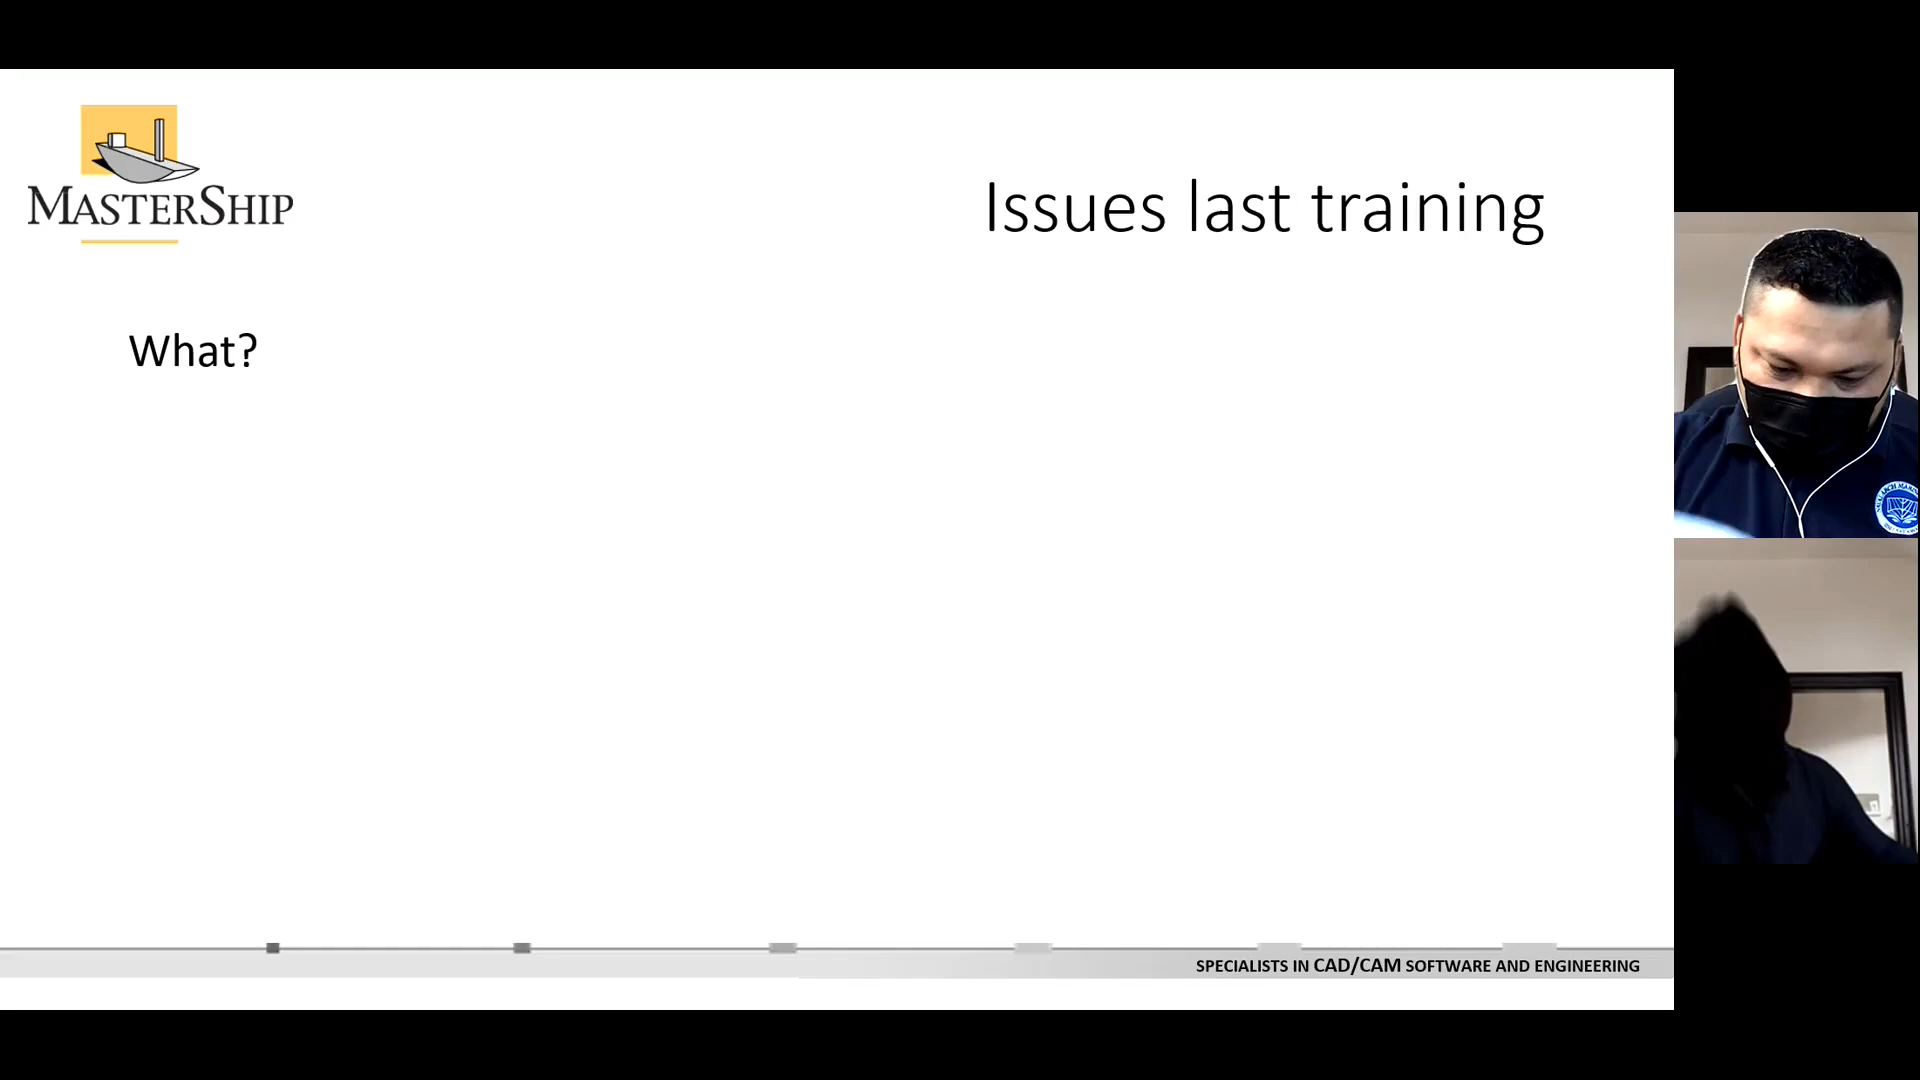 MASTERSHIP
Issues last training
What?
SPECIALISTS IN CAD/CAM SOFTWARE AND ENGINEERING